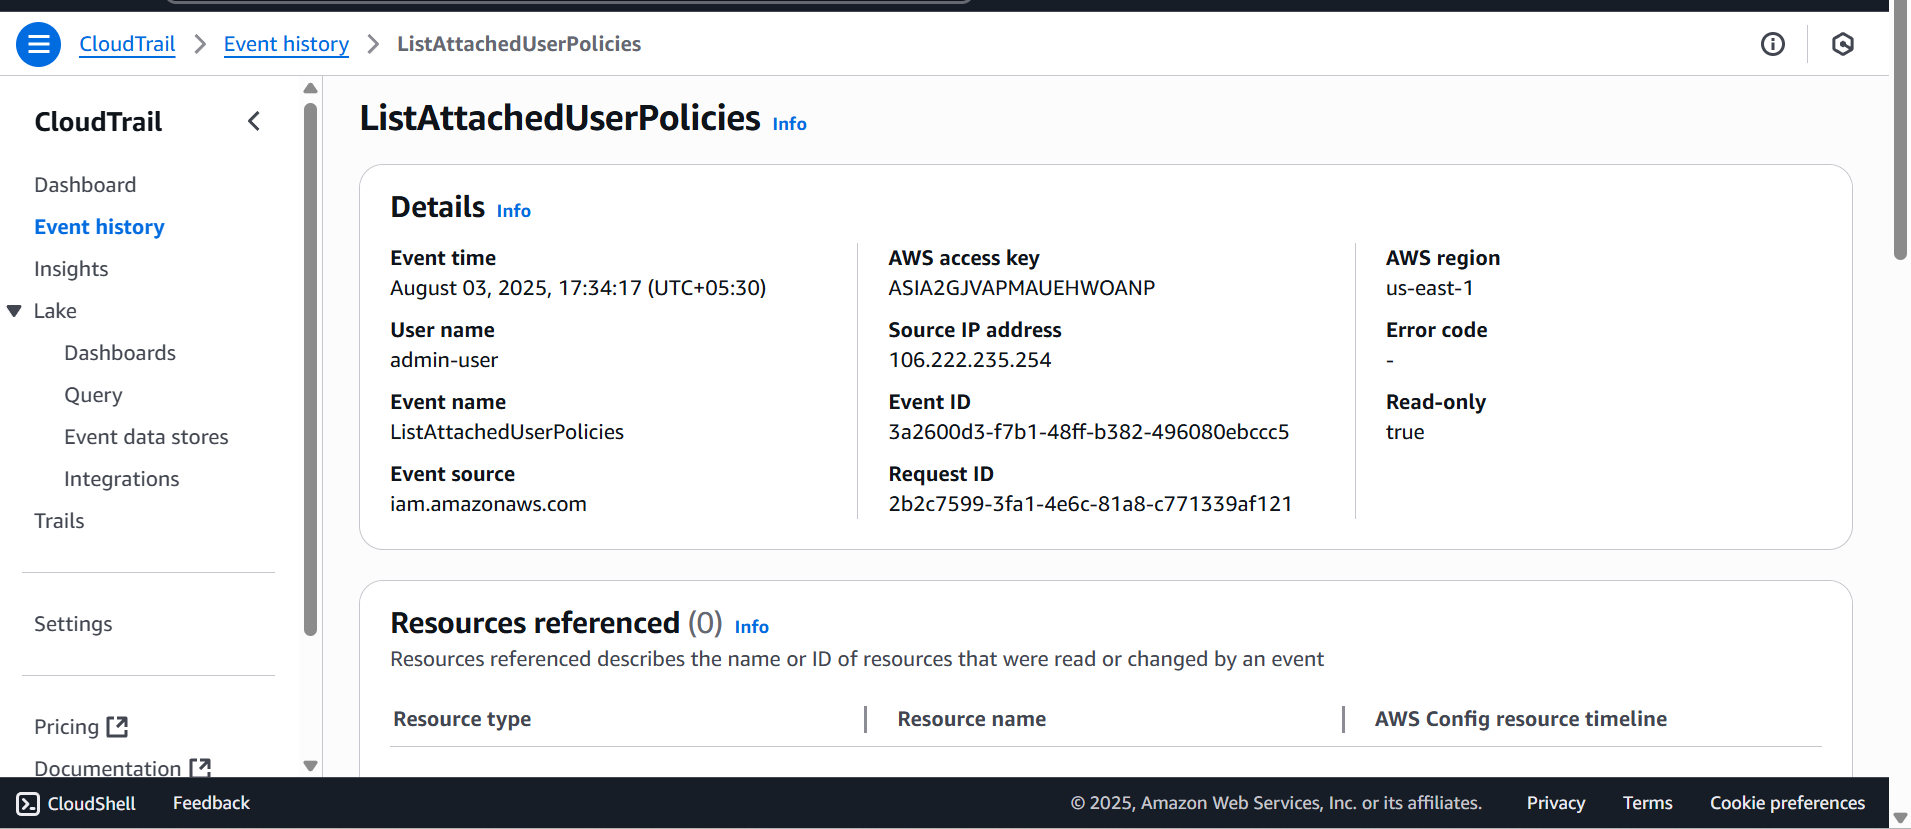 CloudTrail > Event history > ListAttachedUserPolicies
CloudTrail
Dashboard
Event history
Insights
Lake
Dashboards
Query
Event data stores
Integrations
Trails
Settings
Pricing
Documentation
ListAttachedUserPolicies Info
Details Info
Event time
August 03, 2025, 17:34:17 (UTC+05:30)
User name
admin-user
Event name
ListAttachedUserPolicies
Event source
iam.amazonaws.com
AWS access key
ASIA2GJVAPMAUEHWOANP
Source IP address
106.222.235.254
Event ID
3a2600d3-f7b1-48ff-b382-496080ebccc5
Request ID
2b2c7599-3fa1-4e6c-81a8-c771339af121
AWS region
us-east-1
Error code
-
Read-only
true
Resources referenced (0) Info
Resources referenced describes the name or ID of resources that were read or changed by an event
Resource type | Resource name | AWS Config resource timeline
CloudShell Feedback © 2025, Amazon Web Services, Inc. or its affiliates. Privacy Terms Cookie preferences